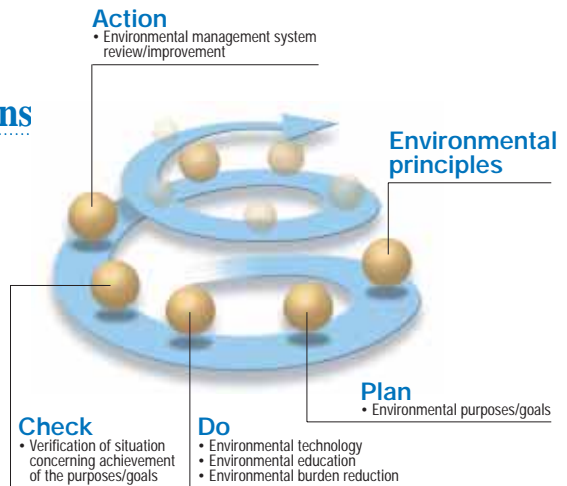 Action
• Environmental management system
review/improvement
ns
Environmental
principles
Plan
• Environmental purposes/goals
Check
• Verification of situation
concerning achievement
of the purposes/goals
Do
• Environmental technology
• Environmental education
• Environmental burden reduction